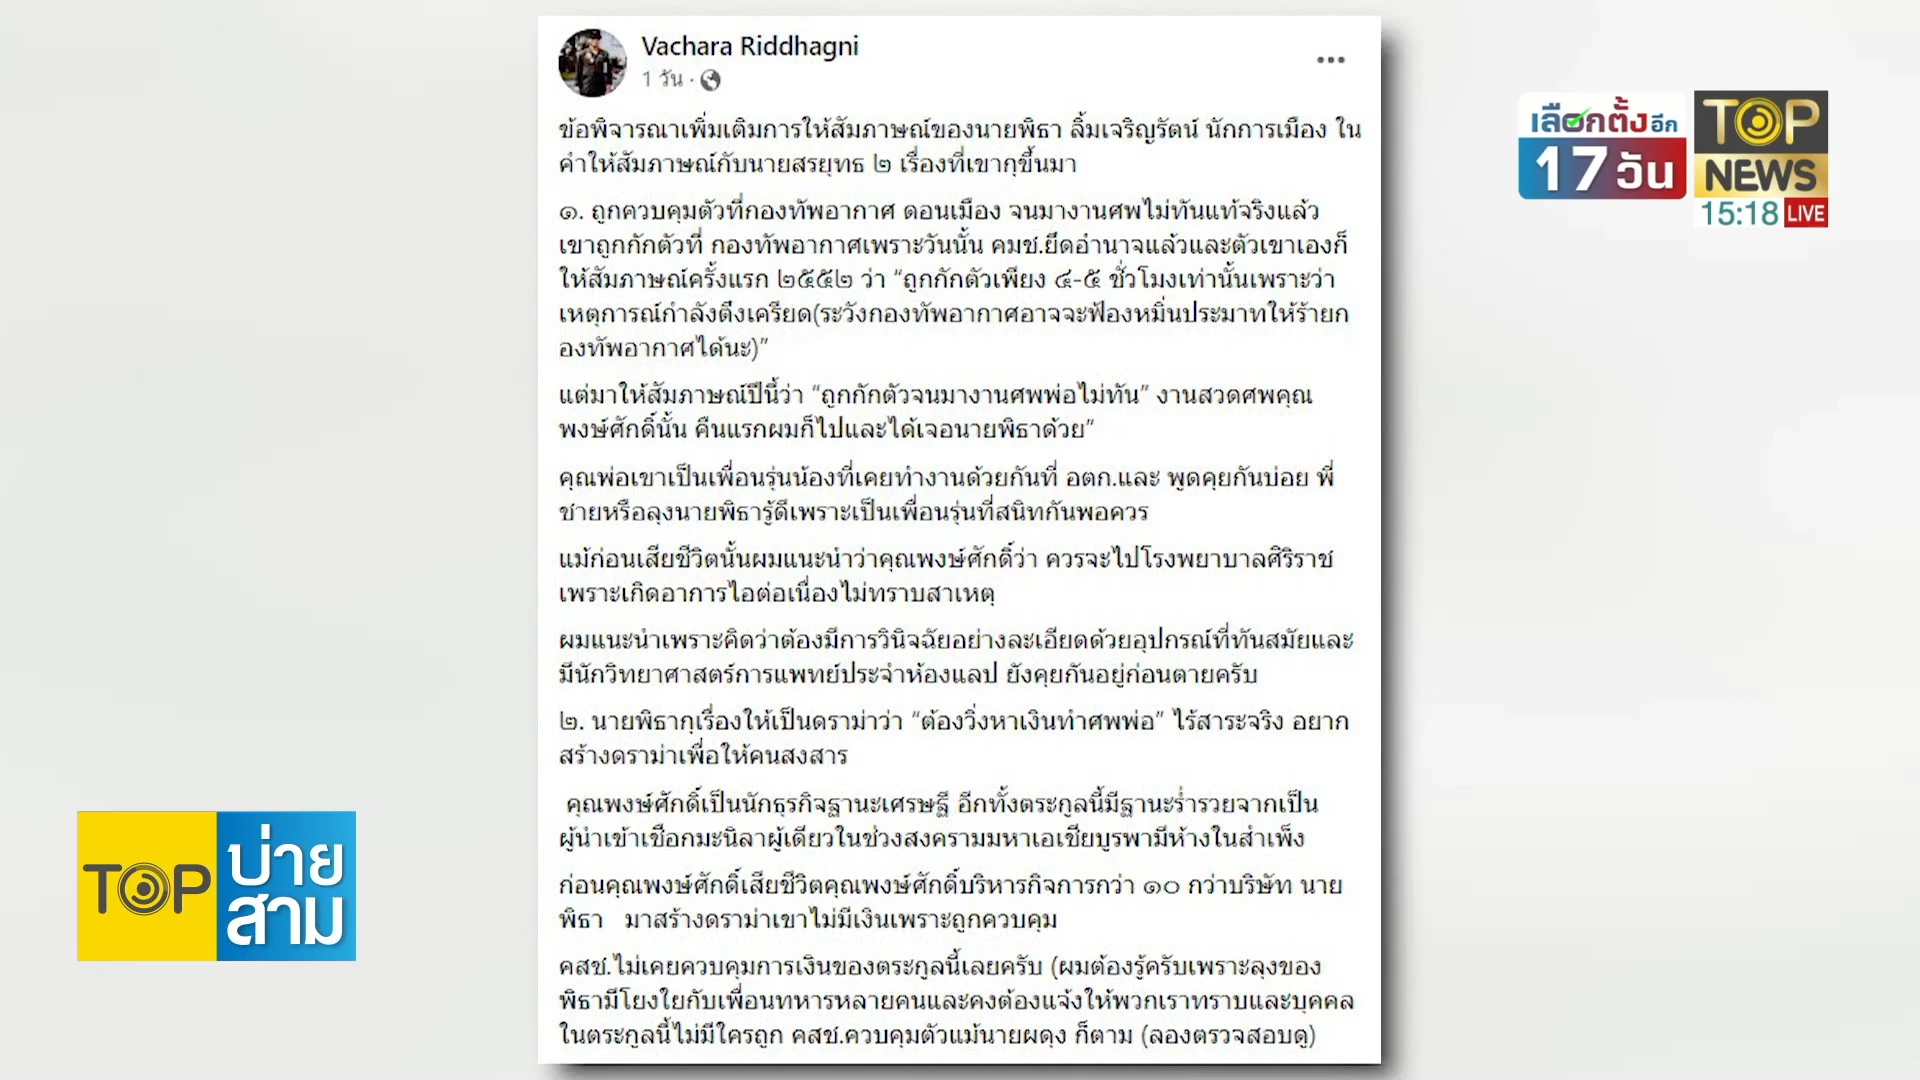 Vachara Riddhagni
1 วัน ·
ข้อพิจารณาเพิ่มเติมการให้สัมภาษณ์ของนายพิธา ลิ้มเจริญรัตน์ นักการเมือง ใน
คำให้สัมภาษณ์กับนายสรยุทธ ๒ เรื่องที่เขากุขึ้นมา
๑. ถูกควบคุมตัวที่กองทัพอากาศ ดอนเมือง จนมางานศพไม่ทันแท้จริงแล้ว
เขาถูกกักตัวที่ กองทัพอากาศเพราะวันนั้น คมช.ยึดอำนาจแล้วและตัวเขาเองก็
ให้สัมภาษณ์ครั้งแรก ๒๕๕๒ ว่า “ถูกกักตัวเพียง ๔-๕ ชั่วโมงเท่านั้นเพราะว่า
เหตุการณ์กำลังตึงเครียด(ระวังกองทัพอากาศอาจจะฟ้องหมิ่นประมาทให้ร้ายก
องทัพอากาศได้นะ)”
แต่มาให้สัมภาษณ์ปีนี้ว่า “ถูกกักตัวจนมางานศพพ่อไม่ทัน” งานสวดศพคุณ
พงษ์ศักดิ์นั้น คืนแรกผมก็ไปและได้เจอนายพิธาด้วย”
คุณพ่อเขาเป็นเพื่อนรุ่นน้องที่เคยทำงานด้วยกันที่ อตก.และ พูดคุยกันบ่อย พี่
ชายหรือลุงนายพิธารู้ดีเพราะเป็นเพื่อนรุ่นที่สนิทกันพอควร
แม้ก่อนเสียชีวิตนั้นผมแนะนำว่าคุณพงษ์ศักดิ์ว่า ควรจะไปโรงพยาบาลศิริราช
เพราะเกิดอาการไอต่อเนื่องไม่ทราบสาเหตุ
ผมแนะนำเพราะคิดว่าต้องมีการวินิจฉัยอย่างละเอียดด้วยอุปกรณ์ที่ทันสมัยและ
มีนักวิทยาศาสตร์การแพทย์ประจำห้องแลป ยังคุยกันอยู่ก่อนตายครับ
๒. นายพิธากุเรื่องให้เป็นดราม่าว่า “ต้องวิ่งหาเงินทำศพพ่อ” ไร้สาระจริง อยาก
สร้างดราม่าเพื่อให้คนสงสาร
คุณพงษ์ศักดิ์เป็นนักธุรกิจฐานะเศรษฐี อีกทั้งตระกูลนี้มีฐานะร่ำรวยจากเป็น
ผู้นำเข้าเชือกมะนิลาผู้เดียวในช่วงสงครามมหาเอเชียบูรพามีห้างในสำเพ็ง
ก่อนคุณพงษ์ศักดิ์เสียชีวิตคุณพงษ์ศักดิ์บริหารกิจการกว่า ๑๐ กว่าบริษัท นาย
พิธา มาสร้างดราม่าเขาไม่มีเงินเพราะถูกควบคุม
คสช.ไม่เคยควบคุมการเงินของตระกูลนี้เลยครับ (ผมต้องรู้ครับเพราะลุงของ
พิธามีโยงใยกับเพื่อนทหารหลายคนและคงต้องแจ้งให้พวกเราทราบและบุคคล
ในตระกูลนี้ไม่มีใครถูก คสช.ควบคุมตัวแม้นายผดุง ก็ตาม (ลองตรวจสอบดู)
เลือกตั้งอีก
17 วัน
TOP
NEWS
15:18 LIVE
TOP
บ่าย
สาม